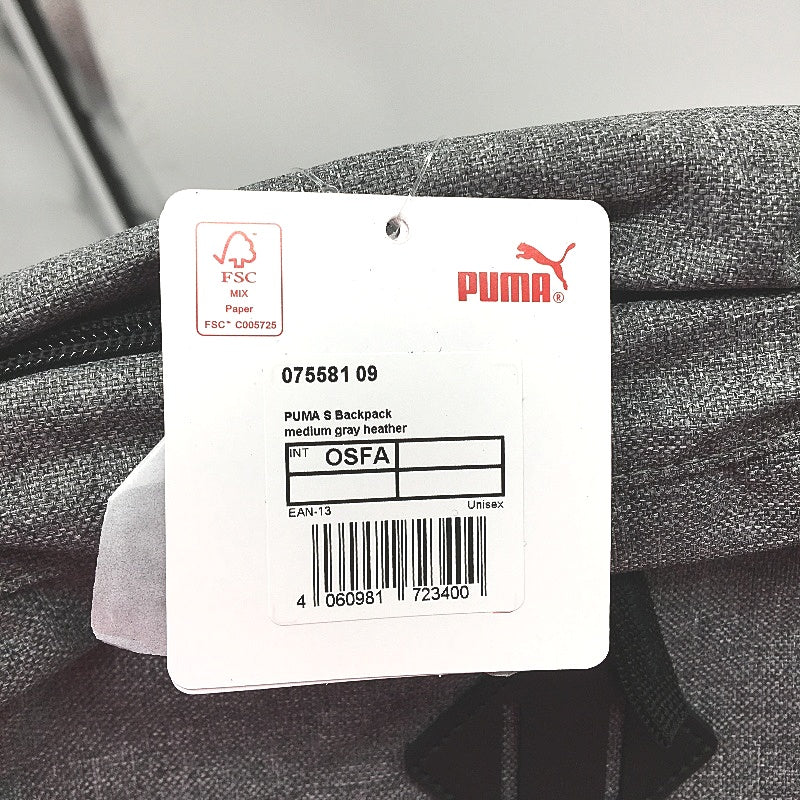 FSC
MIX
Paper
FSC™ C005725
PUMA®
075581 09
PUMA S Backpack
medium gray heather
INT OSFA
EAN-13 Unisex
4 060981 723400